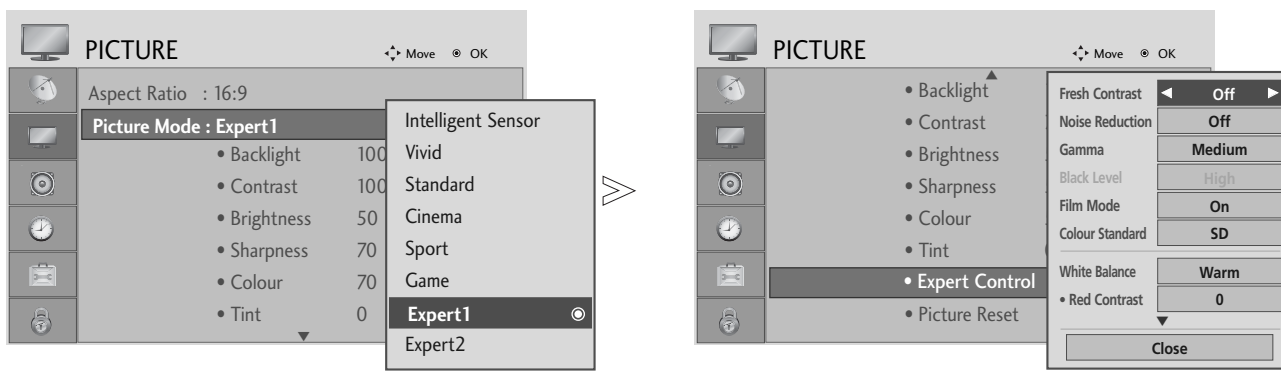 PICTURE
Move OK
Aspect Ratio : 16:9
Picture Mode : Expert1
• Backlight 100
• Contrast 100
• Brightness 50
• Sharpness 70
• Colour 70
• Tint 0
Intelligent Sensor
Vivid
Standard
Cinema
Sport
Game
Expert1
Expert2
PICTURE
Move OK
• Backlight
• Contrast
• Brightness
• Sharpness
• Colour
• Tint
• Expert Control
• Picture Reset
Fresh Contrast Off
Noise Reduction Off
Gamma Medium
Black Level High
Film Mode On
Colour Standard SD
White Balance Warm
• Red Contrast 0
Close